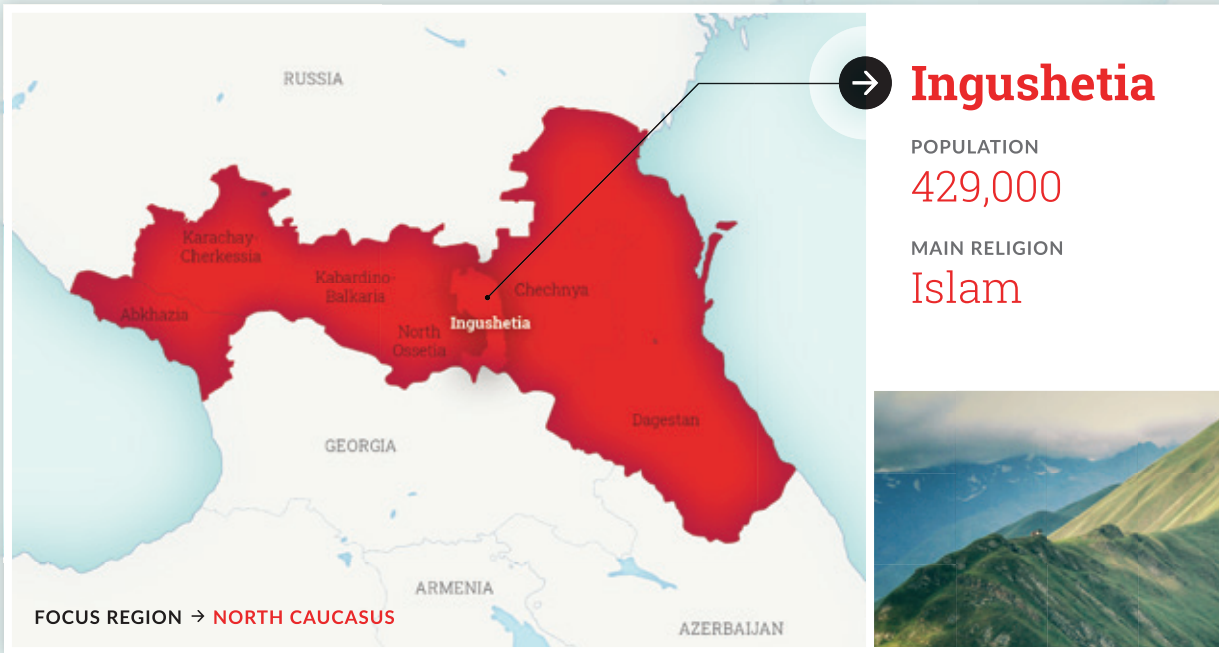 RUSSIA
Karachay-
Cherkessia
Kabardino-
Balkaria
Chechnya
Abkhazia
Ingushetia
North
Ossetia
Dagestan
GEORGIA
ARMENIA
AZERBAIJAN
FOCUS REGION → NORTH CAUCASUS
Ingushetia
POPULATION
429,000
MAIN RELIGION
Islam